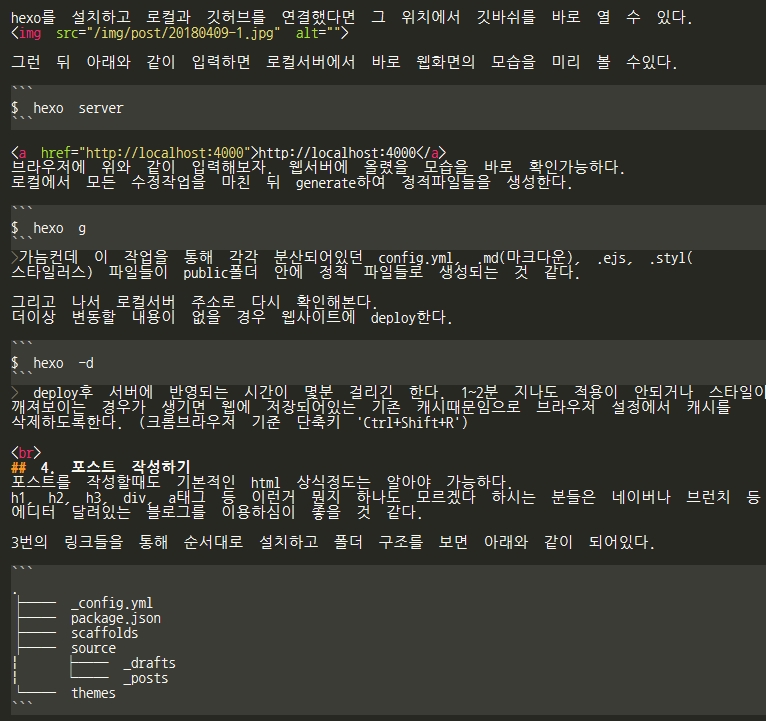 hexo를 설치하고 로컬과 깃허브를 연결했다면 그 위치에서 깃바쉬를 바로 열 수 있다.
<img src="/img/post/20180409-1.jpg" alt="">
그런 뒤 아래와 같이 입력하면 로컬서버에서 바로 웹화면의 모습을 미리 볼 수있다.
```
$ hexo server
```
<a href="http://localhost:4000">http://localhost:4000</a>
브라우저에 위와 같이 입력해보자. 웹서버에 올렸을 모습을 바로 확인가능하다.
로컬에서 모든 수정작업을 마친 뒤 generate하여 정적파일들을 생성한다.
```
$ hexo g
```
>가늠컨데 이 작업을 통해 각각 분산되어있던 config.yml, .md(마크다운), .ejs, .styl(
스타일러스) 파일들이 public폴더 안에 정적 파일들로 생성되는 것 같다.
그리고 나서 로컬서버 주소로 다시 확인해본다.
더이상 변동할 내용이 없을 경우 웹사이트에 deploy한다.
```
$ hexo -d
```
> deploy후 서버에 반영되는 시간이 몇분 걸리긴 한다. 1~2분 지나도 적용이 안되거나 스타일이
깨져보이는 경우가 생기면 웹에 저장되어있는 기존 캐시때문임으로 브라우저 설정에서 캐시를
삭제하도록한다. (크롬브라우저 기준 단축키 'Ctrl+Shift+R')
<br>
## 4. 포스트 작성하기
포스트를 작성할때도 기본적인 html 상식정도는 알아야 가능하다.
h1, h2, h3, div, a태그 등 이런거 뭔지 하나도 모르겠다 하시는 분들은 네이버나 브런치 등
에디터 달려있는 블로그를 이용하심이 좋을 것 같다.
3번의 링크들을 통해 순서대로 설치하고 폴더 구조를 보면 아래와 같이 되어있다.
```
.
├── _config.yml
├── package.json
├── scaffolds
├── source
¦   ├── _drafts
¦   └── _posts
└── themes
```